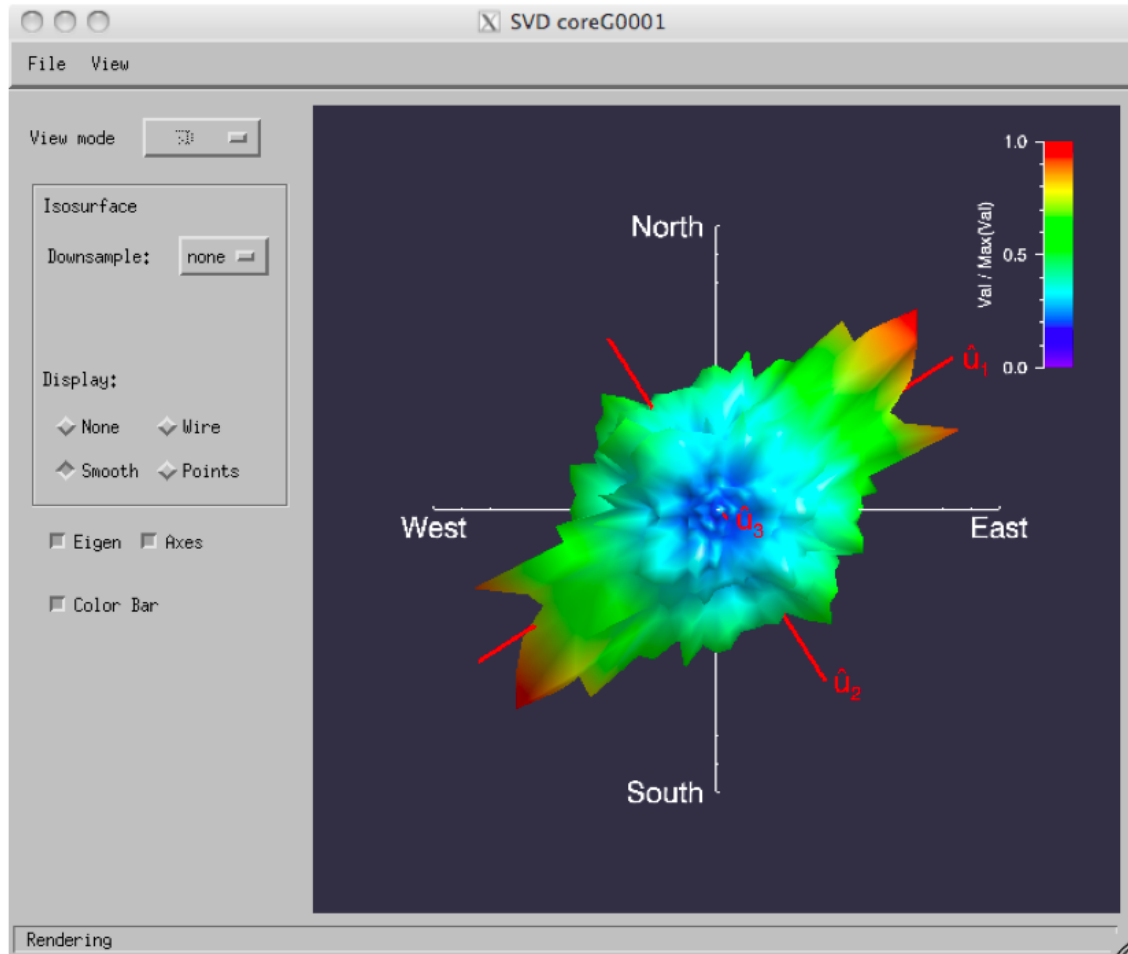 SVD coreG0001
File View
View mode
Isosurface
Downsample: none
Display:
None Wire
Smooth Points
Eigen Axes
Color Bar
North
West
East
South
û1
û2
û3
1.0
0.5
0.0
Val / Max(Val)
Rendering